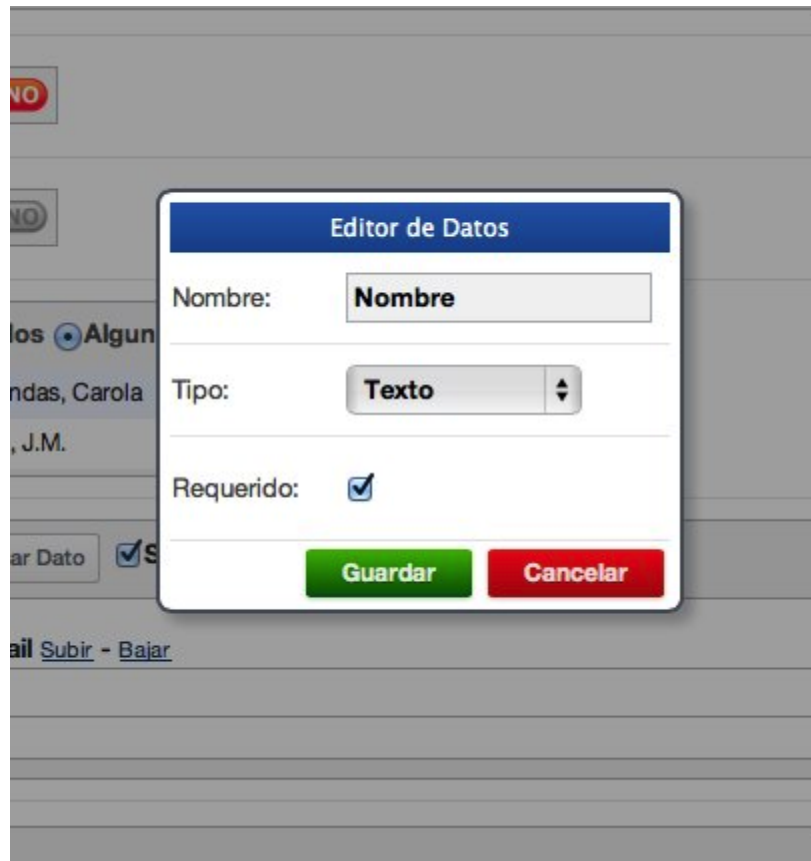 NO
NO
Editor de Datos
Nombre: Nombre
los Algun
ndas, Carola
Tipo: Texto
, J.M.
Requerido:
ar Dato S
Guardar Cancelar
ail Subir - Bajar